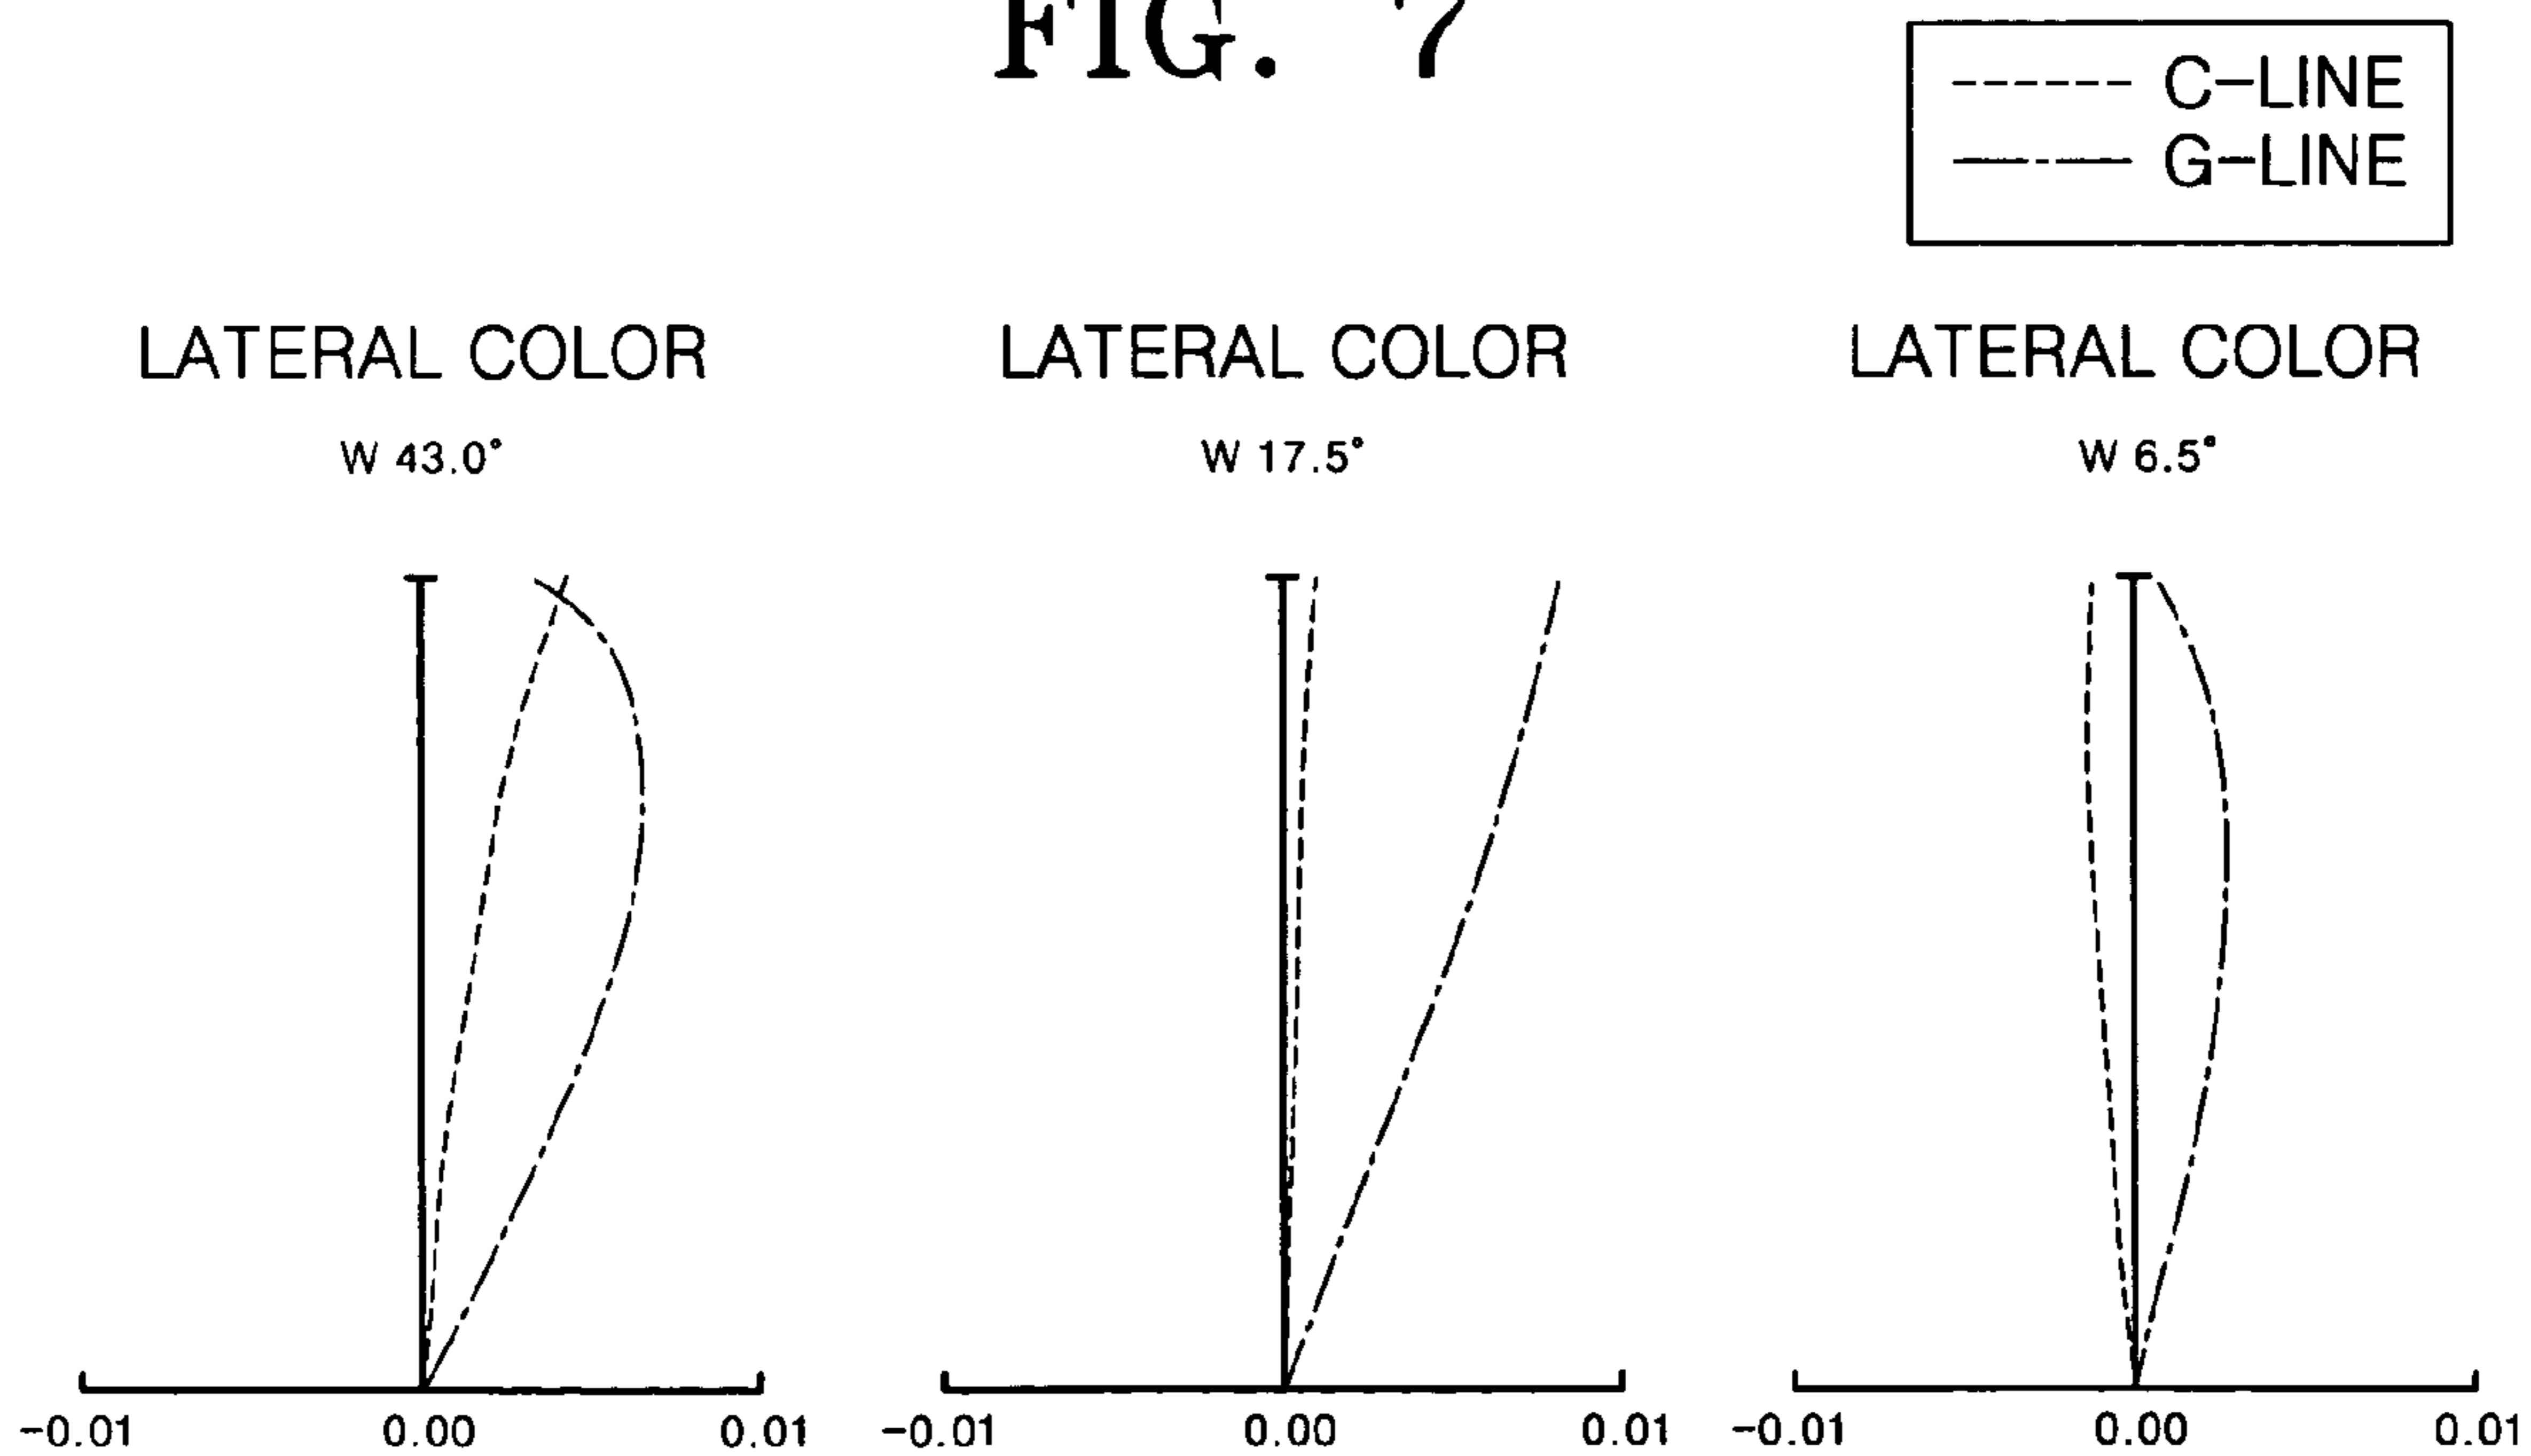 FIG. 7
C-LINE
G-LINE
LATERAL COLOR
W 43.0°
-0.01 0.00 0.01
LATERAL COLOR
W 17.5°
-0.01 0.00 0.01
LATERAL COLOR
W 6.5°
-0.01 0.00 0.01